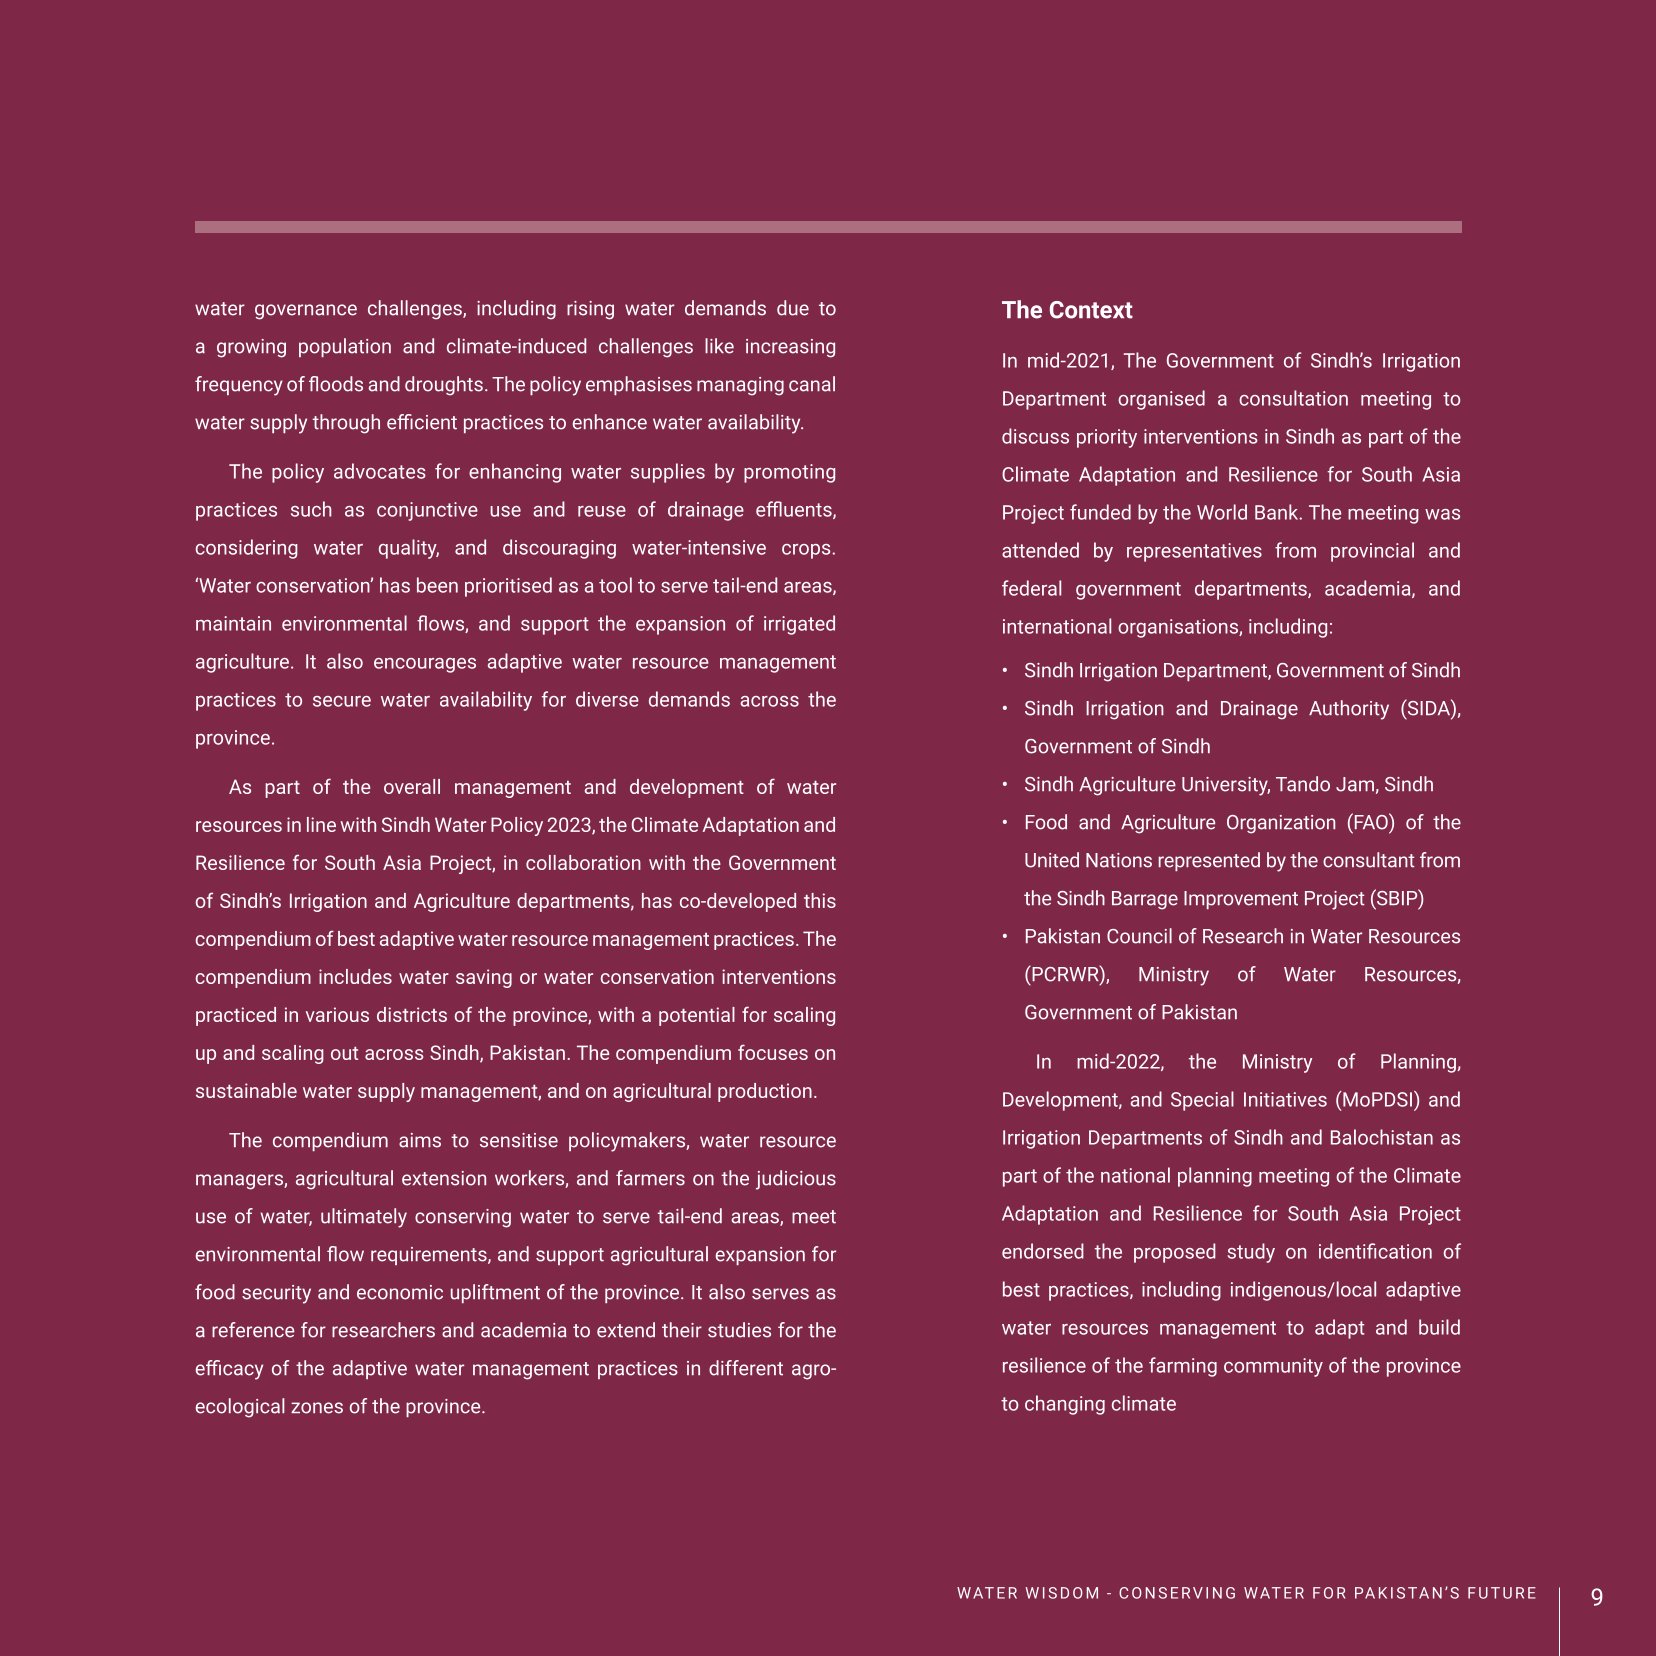 water governance challenges, including rising water demands due to
a growing population and climate-induced challenges like increasing
frequency of floods and droughts. The policy emphasises managing canal
water supply through efficient practices to enhance water availability.
The policy advocates for enhancing water supplies by promoting
practices such as conjunctive use and reuse of drainage effluents,
considering water quality, and discouraging water-intensive crops.
‘Water conservation’ has been prioritised as a tool to serve tail-end areas,
maintain environmental flows, and support the expansion of irrigated
agriculture. It also encourages adaptive water resource management
practices to secure water availability for diverse demands across the
province.
As part of the overall management and development of water
resources in line with Sindh Water Policy 2023, the Climate Adaptation and
Resilience for South Asia Project, in collaboration with the Government
of Sindh’s Irrigation and Agriculture departments, has co-developed this
compendium of best adaptive water resource management practices. The
compendium includes water saving or water conservation interventions
practiced in various districts of the province, with a potential for scaling
up and scaling out across Sindh, Pakistan. The compendium focuses on
sustainable water supply management, and on agricultural production.
The compendium aims to sensitise policymakers, water resource
managers, agricultural extension workers, and farmers on the judicious
use of water, ultimately conserving water to serve tail-end areas, meet
environmental flow requirements, and support agricultural expansion for
food security and economic upliftment of the province. It also serves as
a reference for researchers and academia to extend their studies for the
efficacy of the adaptive water management practices in different agro-
ecological zones of the province.
The Context
In mid-2021, The Government of Sindh’s Irrigation
Department organised a consultation meeting to
discuss priority interventions in Sindh as part of the
Climate Adaptation and Resilience for South Asia
Project funded by the World Bank. The meeting was
attended by representatives from provincial and
federal government departments, academia, and
international organisations, including:
• Sindh Irrigation Department, Government of Sindh
• Sindh Irrigation and Drainage Authority (SIDA),
Government of Sindh
• Sindh Agriculture University, Tando Jam, Sindh
• Food and Agriculture Organization (FAO) of the
United Nations represented by the consultant from
the Sindh Barrage Improvement Project (SBIP)
• Pakistan Council of Research in Water Resources
(PCRWR), Ministry of Water Resources,
Government of Pakistan
In mid-2022, the Ministry of Planning,
Development, and Special Initiatives (MoPDSI) and
Irrigation Departments of Sindh and Balochistan as
part of the national planning meeting of the Climate
Adaptation and Resilience for South Asia Project
endorsed the proposed study on identification of
best practices, including indigenous/local adaptive
water resources management to adapt and build
resilience of the farming community of the province
to changing climate
WATER WISDOM - CONSERVING WATER FOR PAKISTAN’S FUTURE
9